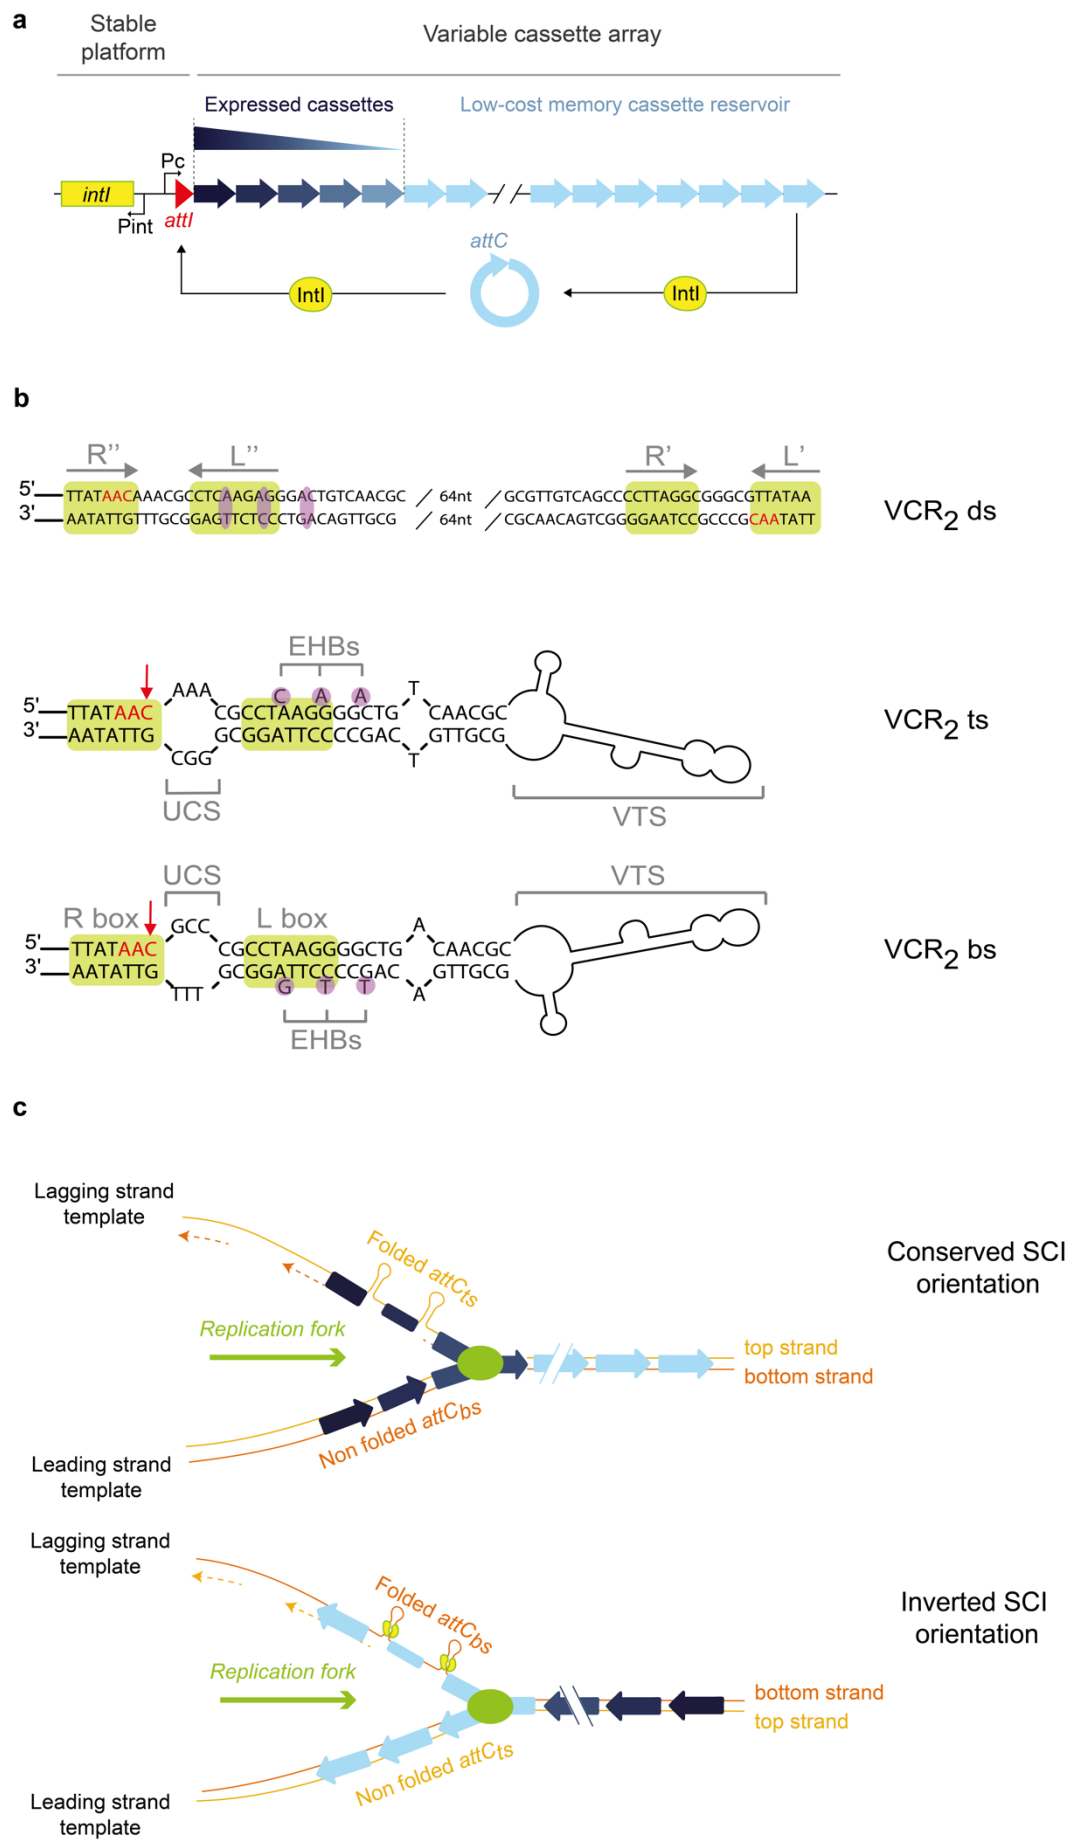 a
Stable
platform
Variable cassette array
Expressed cassettes
Low-cost memory cassette reservoir
Pc
intI
Pint
attI
attC
IntI
IntI
b
R’’
L’’
R’
L’
5'
TTATAACAAACGCCTCAAGAGGGACTGTCAACGC
64nt
GCGTTGTCAGCCCCTTAGGCGGGCGTTATAA
3'
AATATTGTTTGCGGAGTTCTCCCTGACAGTTGCG
64nt
CGCAACAGTCGGGGAATCCGCCCGCAATATT
VCR2 ds
EHBs
C
A
A
T
AAA
5'
TTATAAC
CGCCTAAGGGGCTG
CAACGC
3'
AATATTG
GCGGATTCCCCGAC
GTTGCG
CGG
T
VCR2 ts
UCS
VTS
UCS
VTS
R box
L box
GCC
A
5'
TTATAAC
CGCCTAAGGGGCTG
CAACGC
3'
AATATTG
GCGGATTCCCCGAC
GTTGCG
TTT
G
T
T
A
VCR2 bs
EHBs
c
Lagging strand
template
Folded attCts
Conserved SCI
orientation
Replication fork
top strand
bottom strand
Non folded attCbs
Leading strand
template
Lagging strand
template
Folded attCbs
Inverted SCI
orientation
Replication fork
bottom strand
top strand
Non folded attCts
Leading strand
template